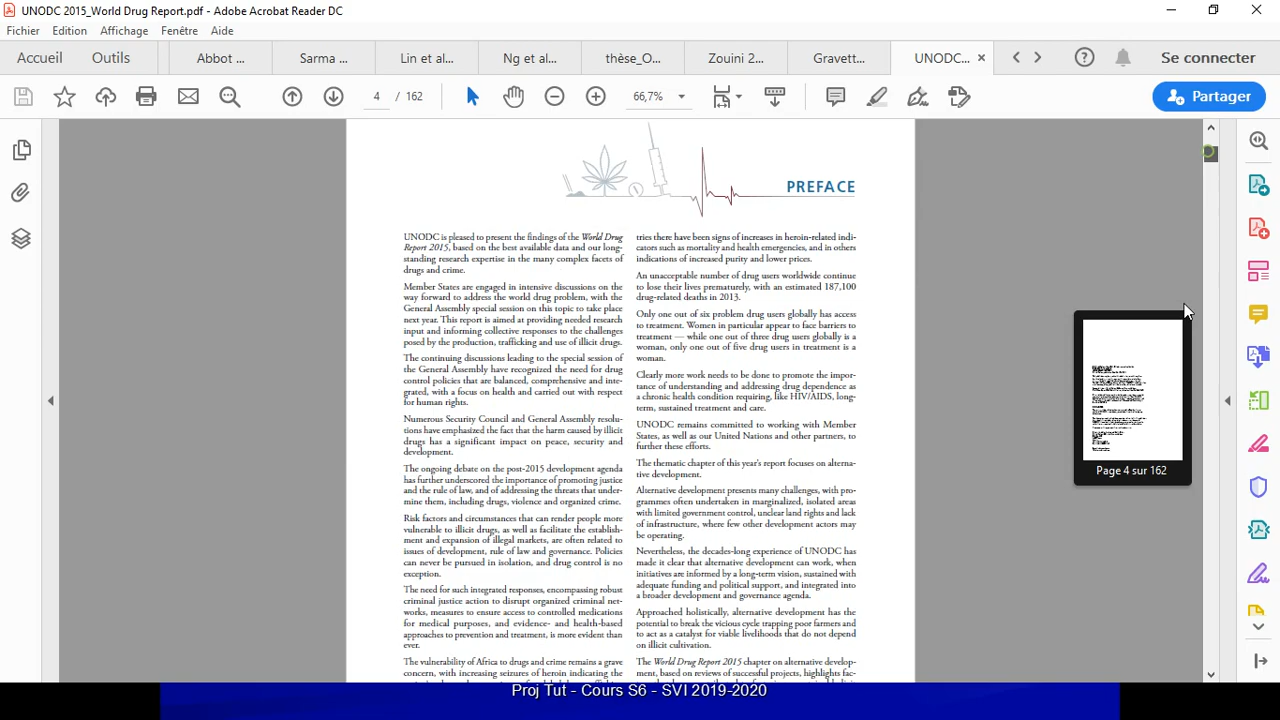 UNODC 2015_World Drug Report.pdf - Adobe Acrobat Reader DC
Fichier Edition Affichage Fenêtre Aide
Accueil Outils Abbot ... Sarma ... Lin et al... Ng et al... thèse_O... Zouini 2... Gravett... UNODC... Se connecter
4 / 162 66,7% Partager
PREFACE
UNODC is pleased to present the findings of the World Drug
Report 2015, based on the best available data and our long-
standing research expertise in the many complex facets of
drugs and crime.
Member States are engaged in intensive discussions on the
way forward to address the world drug problem, with the
General Assembly special session on this topic to take place
next year. This report is aimed at providing needed research
input and informing collective responses to the challenges
posed by the production, trafficking and use of illicit drugs.
The continuing discussions leading to the special session of
the General Assembly have recognized the need for drug
control policies that are balanced, comprehensive and inte-
grated, with a focus on health and carried out with respect
for human rights.
Numerous Security Council and General Assembly resolu-
tions have emphasized the fact that the harm caused by illicit
drugs has a significant impact on peace, security and
development.
The ongoing debate on the post-2015 development agenda
has further underscored the importance of promoting justice
and the rule of law, and of addressing the threats that under-
mine them, including drugs, violence and organized crime.
Risk factors and circumstances that can render people more
vulnerable to illicit drugs, as well as facilitate the establish-
ment and expansion of illegal markets, are often related to
issues of development, rule of law and governance. Policies
can never be pursued in isolation, and drug control is no
exception.
The need for such integrated responses, encompassing robust
criminal justice action to disrupt organized criminal net-
works, measures to ensure access to controlled medications
for medical purposes, and evidence- and health-based
approaches to prevention and treatment, is more evident than
ever.
The vulnerability of Africa to drugs and crime remains a grave
concern, with increasing seizures of heroin indicating the
tries there have been signs of increases in heroin-related indi-
cators such as mortality and health emergencies, and in others
indications of increased purity and lower prices.
An unacceptable number of drug users worldwide continue
to lose their lives prematurely, with an estimated 187,100
drug-related deaths in 2013.
Only one out of six problem drug users globally has access
to treatment. Women in particular appear to face barriers to
treatment — while one out of three drug users globally is a
woman, only one out of five drug users in treatment is a
woman.
Clearly more work needs to be done to promote the impor-
tance of understanding and addressing drug dependence as
a chronic health condition requiring, like HIV/AIDS, long-
term, sustained treatment and care.
UNODC remains committed to working with Member
States, as well as our United Nations and other partners, to
further these efforts.
The thematic chapter of this year's report focuses on alterna-
tive development.
Alternative development presents many challenges, with pro-
grammes often undertaken in marginalized, isolated areas
with limited government control, unclear land rights and lack
of infrastructure, where few other development actors may
be operating.
Nevertheless, the decades-long experience of UNODC has
made it clear that alternative development can work, when
initiatives are informed by a long-term vision, sustained with
adequate funding and political support, and integrated into
a broader development and governance agenda.
Approached holistically, alternative development has the
potential to break the vicious cycle trapping poor farmers and
to act as a catalyst for viable livelihoods that do not depend
on illicit cultivation.
The World Drug Report 2015 chapter on alternative develop-
ment, based on reviews of successful projects, highlights fac-
Page 4 sur 162
Proj Tut - Cours S6 - SVI 2019-2020